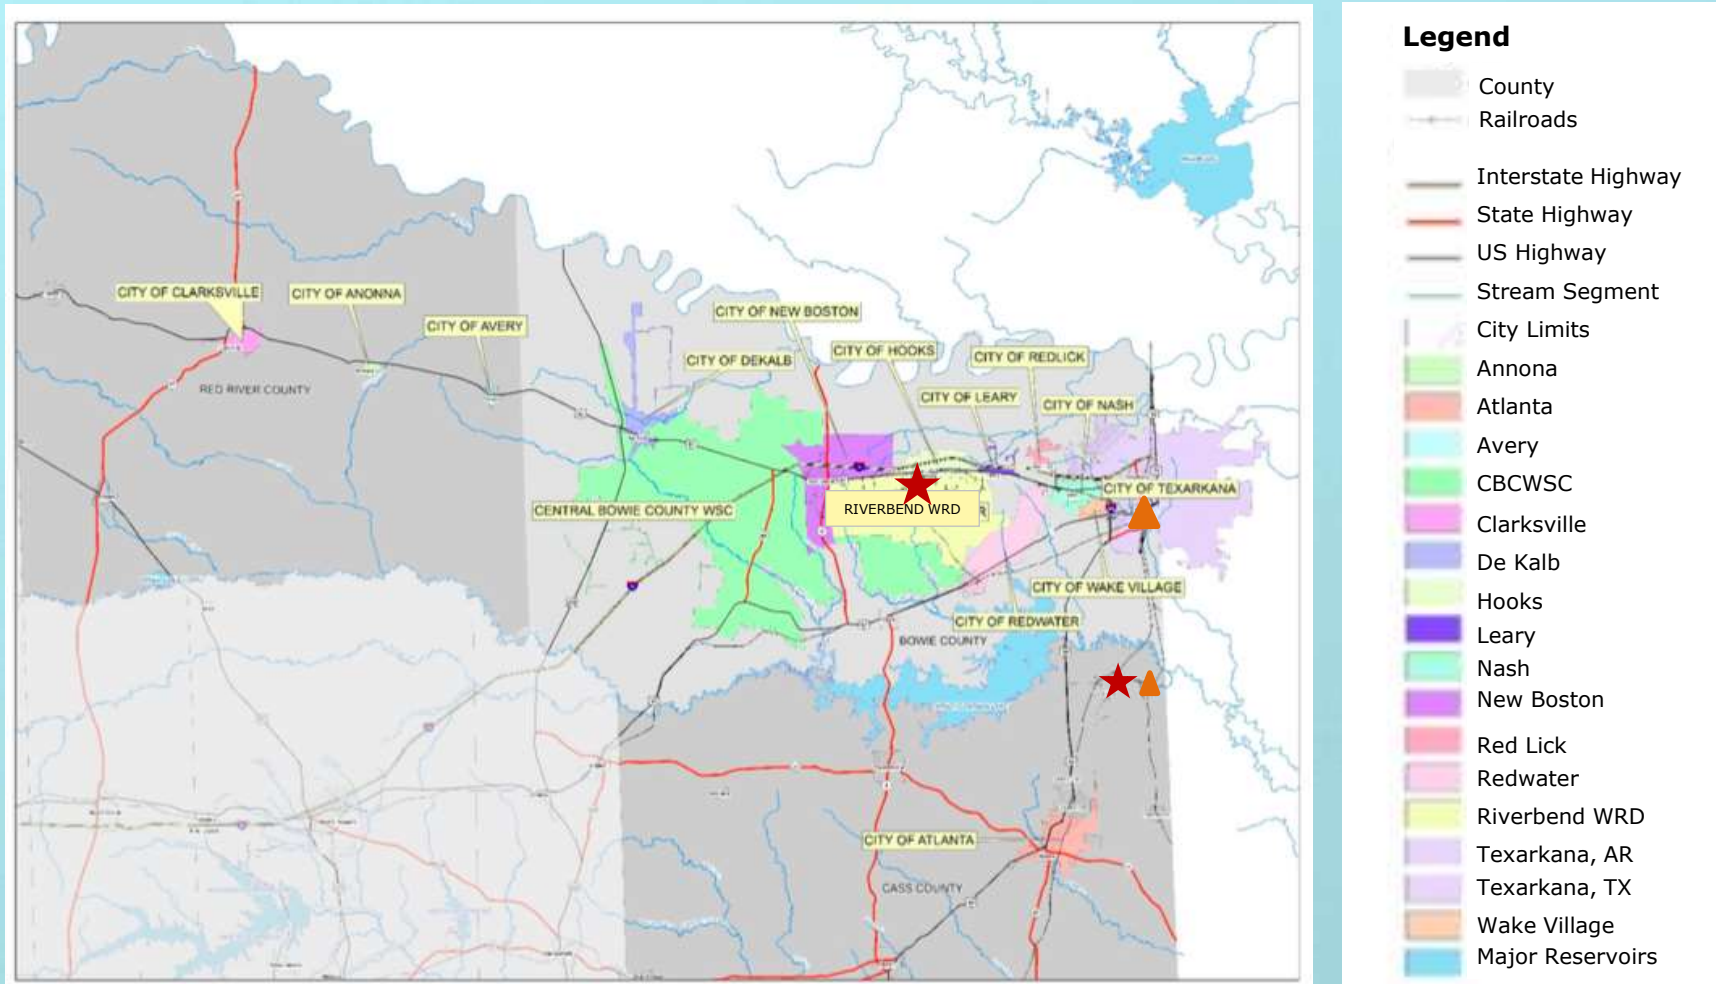 CITY OF CLARKSVILLE
CITY OF ANONNA
CITY OF AVERY
CITY OF NEW BOSTON
CITY OF DEKALB
CITY OF HOOKS
CITY OF REDLICK
CITY OF LEARY
CITY OF NASH
RED RIVER COUNTY
CENTRAL BOWIE COUNTY WSC
RIVERBEND WRD
R
CITY OF TEXARKANA
CITY OF WAKE VILLAGE
CITY OF REDWATER
BOWIE COUNTY
CITY OF ATLANTA
CASS COUNTY
Legend
County
Railroads
Interstate Highway
State Highway
US Highway
Stream Segment
City Limits
Annona
Atlanta
Avery
CBCWSC
Clarksville
De Kalb
Hooks
Leary
Nash
New Boston
Red Lick
Redwater
Riverbend WRD
Texarkana, AR
Texarkana, TX
Wake Village
Major Reservoirs